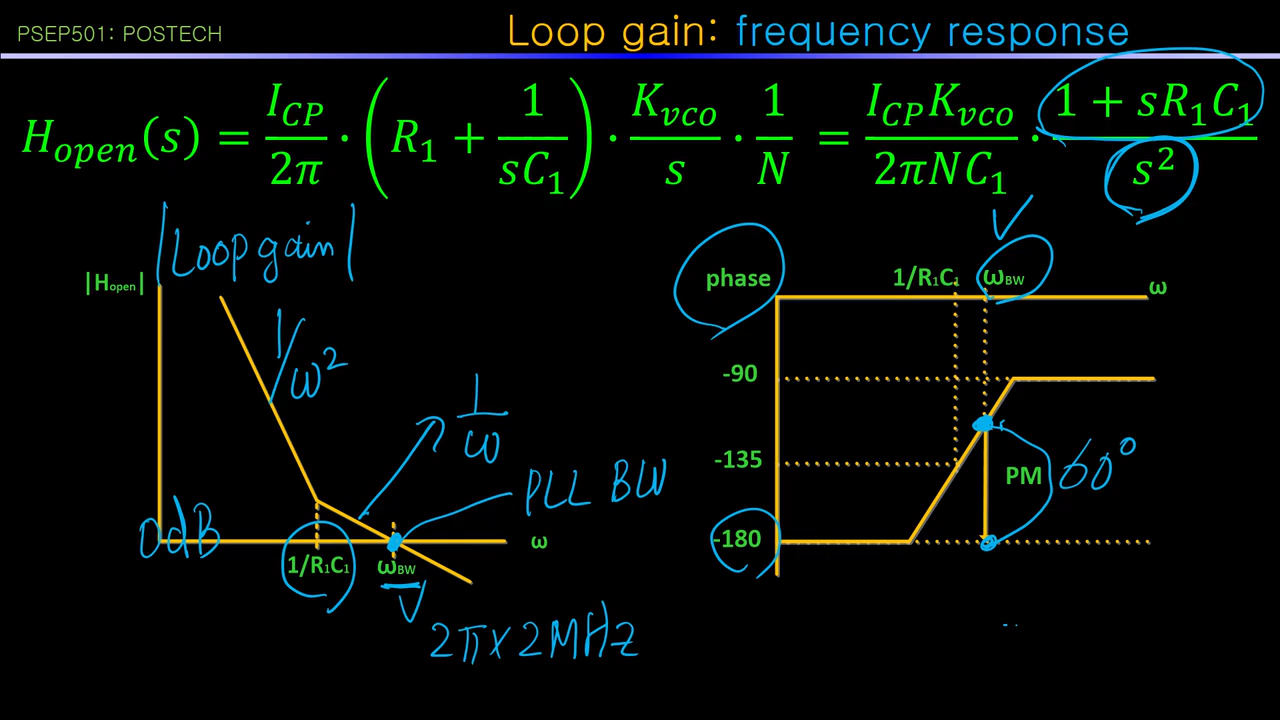 PSEP501: POSTECH
Loop gain: frequency response
H_open(s) = I_CP/2π · (R_1 + 1/sC_1) · K_vco/s · 1/N = I_CP K_vco/2πNC_1 · 1 + sR_1C_1/s^2
|Loop gain|
|H_open|
1/ω^2
1/ω
PLL BW
0dB
1/R_1C_1
ω_BW
ω
2π×2MHz
phase
1/R_1C_1
ω_BW
ω
-90
-135
PM
60°
-180